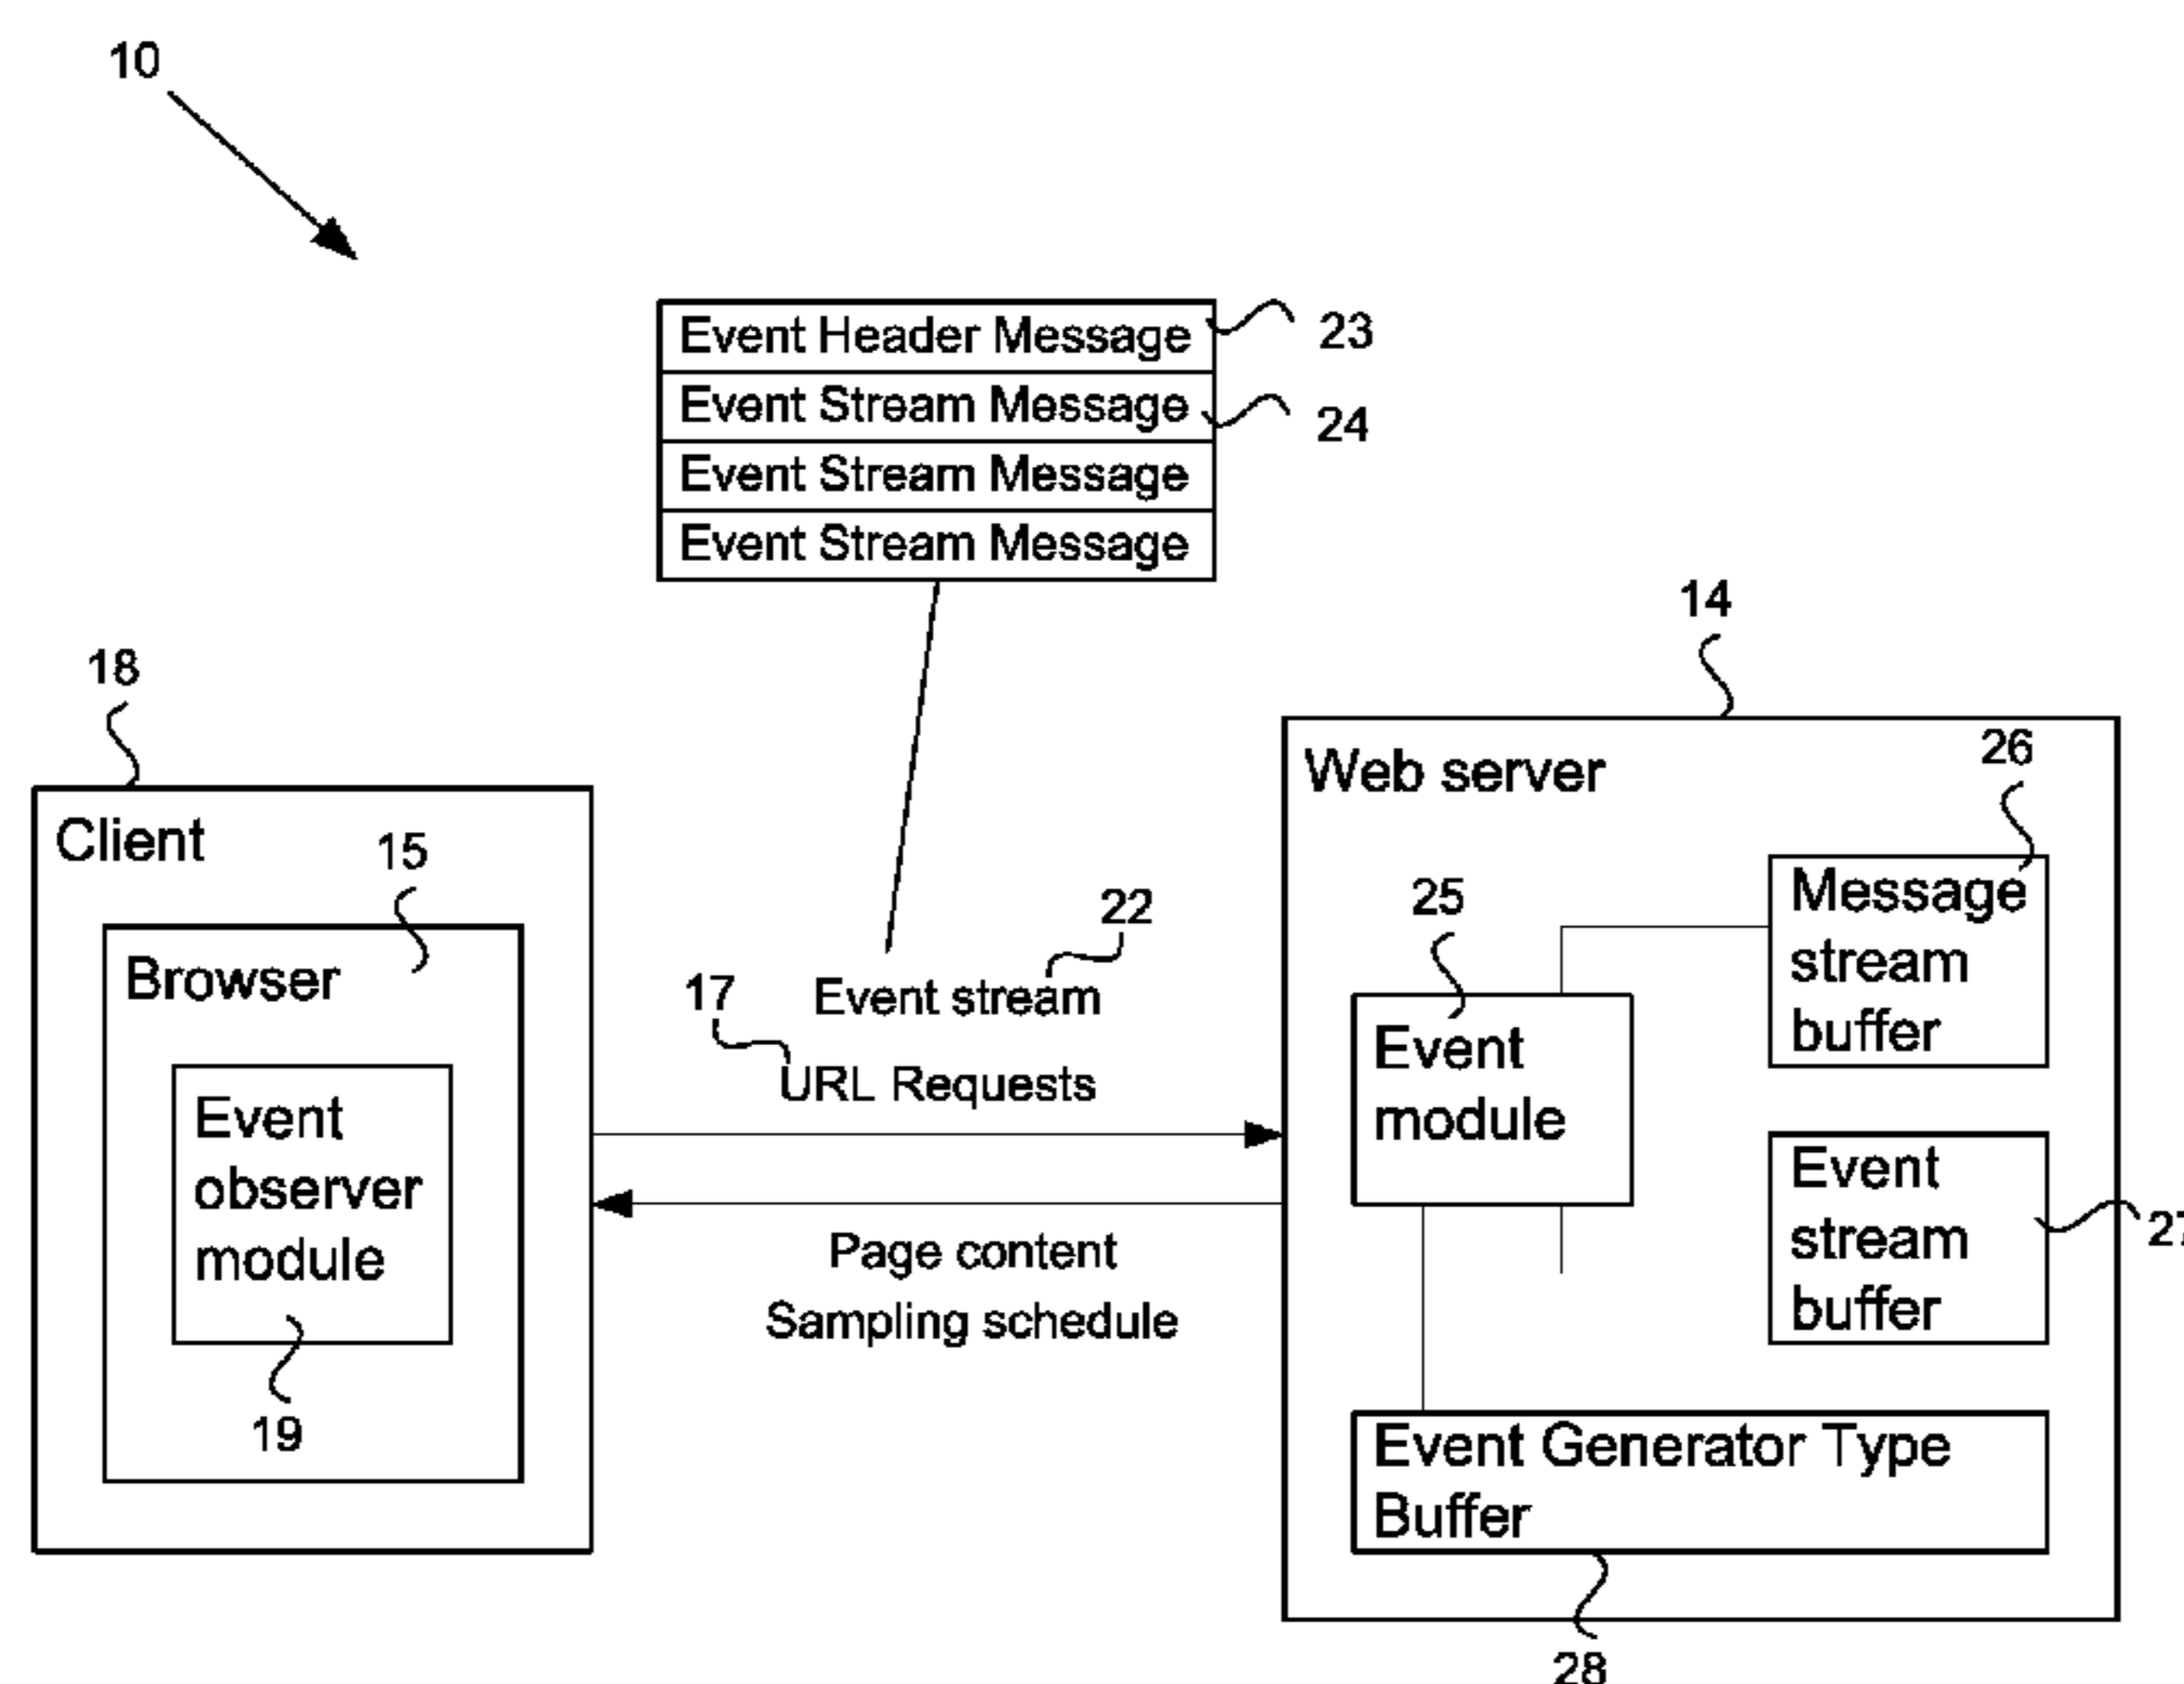 10
Event Header Message
23
Event Stream Message
24
Event Stream Message
Event Stream Message
18
Client
15
Browser
Event
observer
module
19
22
17
Event stream
URL Requests
Page content
Sampling schedule
14
Web server
26
Message
stream
buffer
25
Event
module
Event
stream
buffer
27
Event Generator Type
Buffer
28